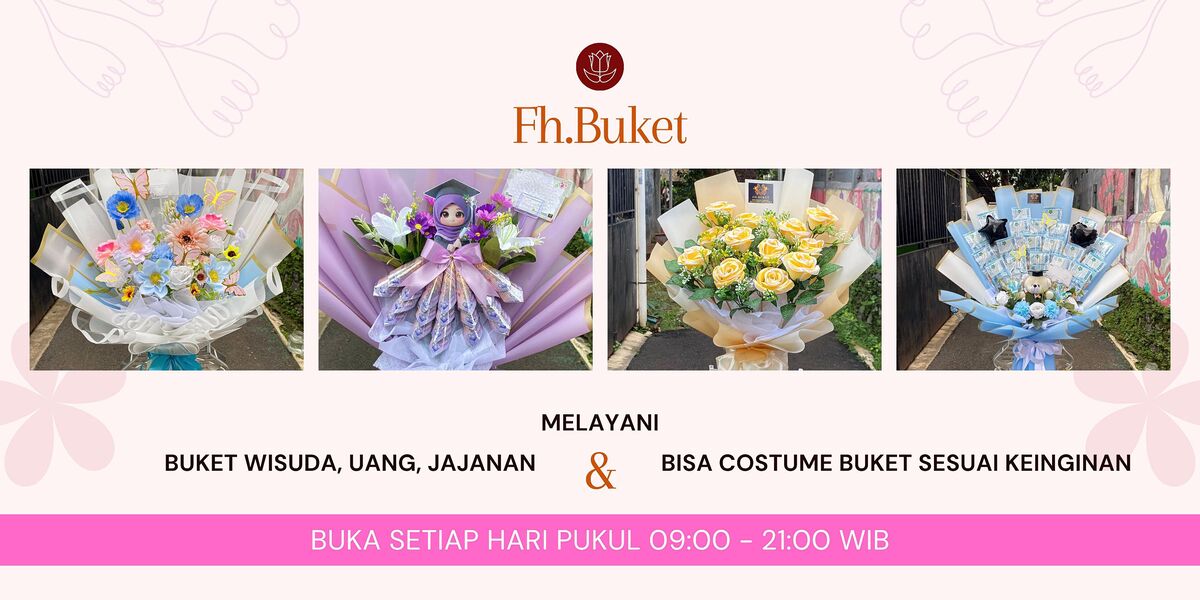 Fh.Buket
MELAYANI
BUKET WISUDA, UANG, JAJANAN
&
BISA COSTUME BUKET SESUAI KEINGINAN
BUKA SETIAP HARI PUKUL 09:00 - 21:00 WIB